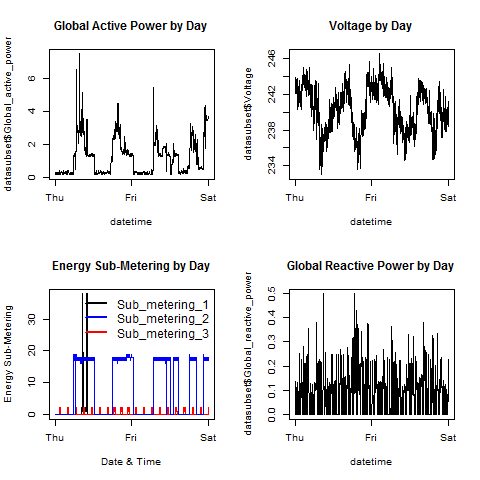 Global Active Power by Day
datasubset$Global_active_power
0 2 4 6
Thu Fri Sat
datetime
Voltage by Day
datasubset$Voltage
234 238 242 246
Thu Fri Sat
datetime
Energy Sub-Metering by Day
Energy Sub-Metering
0 10 20 30
Sub_metering_1
Sub_metering_2
Sub_metering_3
Thu Fri Sat
Date & Time
Global Reactive Power by Day
datasubset$Global_reactive_power
0.0 0.1 0.2 0.3 0.4 0.5
Thu Fri Sat
datetime